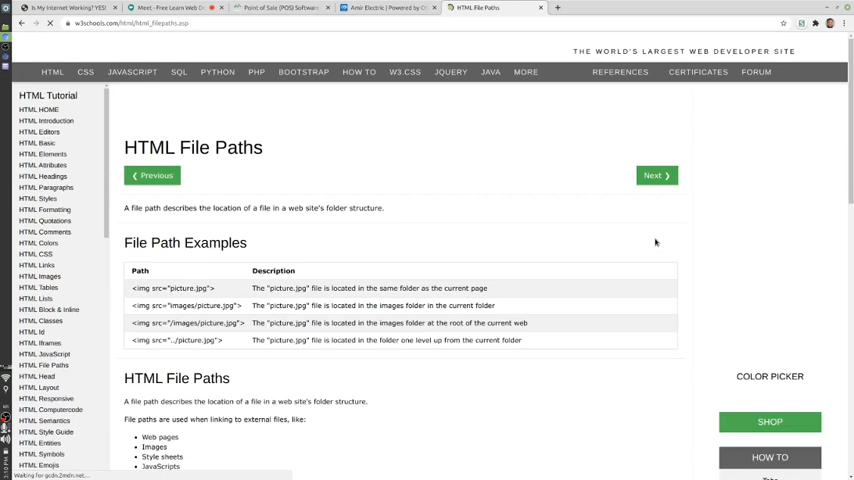 Is My Internet Working? YES!
Meet - Free Learn Web D
Point of Sale (POS) Softwar
Amir Electric | Powered by O
HTML File Paths
w3schools.com/html/html_filepaths.asp
THE WORLD'S LARGEST WEB DEVELOPER SITE
HTML CSS JAVASCRIPT SQL PYTHON PHP BOOTSTRAP HOW TO W3.CSS JQUERY JAVA MORE REFERENCES CERTIFICATES FORUM
HTML Tutorial
HTML HOME
HTML Introduction
HTML Editors
HTML Basic
HTML Elements
HTML Attributes
HTML Headings
HTML Paragraphs
HTML Styles
HTML Formatting
HTML Quotations
HTML Comments
HTML Colors
HTML CSS
HTML Links
HTML Images
HTML Tables
HTML Lists
HTML Block & Inline
HTML Classes
HTML Id
HTML Iframes
HTML JavaScript
HTML File Paths
HTML Head
HTML Layout
HTML Responsive
HTML Computercode
HTML Semantics
HTML Style Guide
HTML Entities
HTML Symbols
HTML Emojis
HTML File Paths
❮ Previous
Next ❯
A file path describes the location of a file in a web site's folder structure.
File Path Examples
Path Description
<img src="picture.jpg"> The "picture.jpg" file is located in the same folder as the current page
<img src="images/picture.jpg"> The "picture.jpg" file is located in the images folder in the current folder
<img src="/images/picture.jpg"> The "picture.jpg" file is located in the images folder at the root of the current web
<img src="../picture.jpg"> The "picture.jpg" file is located in the folder one level up from the current folder
HTML File Paths
A file path describes the location of a file in a web site's folder structure.
File paths are used when linking to external files, like:
• Web pages
• Images
• Style sheets
• JavaScripts
COLOR PICKER
SHOP
HOW TO
Tabs
Waiting for gcdn.2mdn.net...
3:10 PM